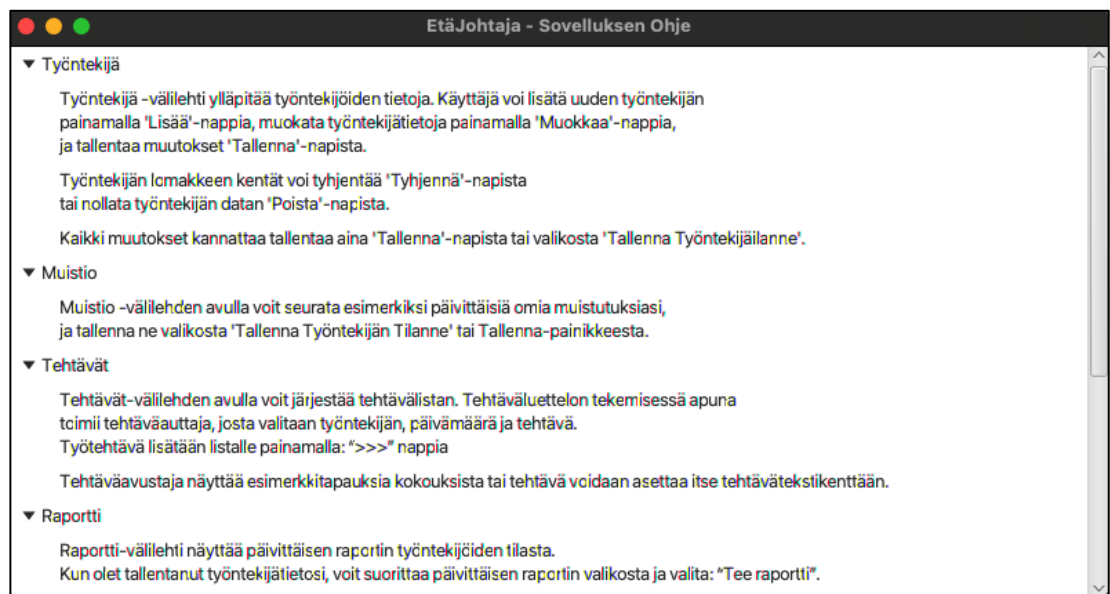 EtäJohtaja - Sovelluksen Ohje
▼ Työntekijä
Työntekijä -välilehti ylläpitää työntekijöiden tietoja. Käyttäjä voi lisätä uuden työntekijän
painamalla 'Lisää'-nappia, muokata työntekijätietoja painamalla 'Muokkaa'-nappia,
ja tallentaa muutokset 'Tallenna'-napista.
Työntekijän lomakkeen kentät voi tyhjentää 'Tyhjennä'-napista
tai nollata työntekijän datan 'Poista'-napista.
Kaikki muutokset kannattaa tallentaa aina 'Tallenna'-napista tai valikosta 'Tallenna Työntekijäilanne'.
▼ Muistio
Muistio -välilehden avulla voit seurata esimerkiksi päivittäisiä omia muistutuksiasi,
ja tallenna ne valikosta 'Tallenna Työntekijän Tilanne' tai Tallenna-painikkeesta.
▼ Tehtävät
Tehtävät-välilehden avulla voit järjestää tehtävälistan. Tehtäväluettelon tekemisessä apuna
toimii tehtäväauttaja, josta valitaan työntekijän, päivämäärä ja tehtävä.
Työtehtävä lisätään listalle painamalla: “>>>” nappia
Tehtäväavustaja näyttää esimerkkitapauksia kokouksista tai tehtävä voidaan asettaa itse tehtävätekstikenttään.
▼ Raportti
Raportti-välilehti näyttää päivittäisen raportin työntekijöiden tilasta.
Kun olet tallentanut työntekijätietosi, voit suorittaa päivittäisen raportin valikosta ja valita: “Tee raportti”.